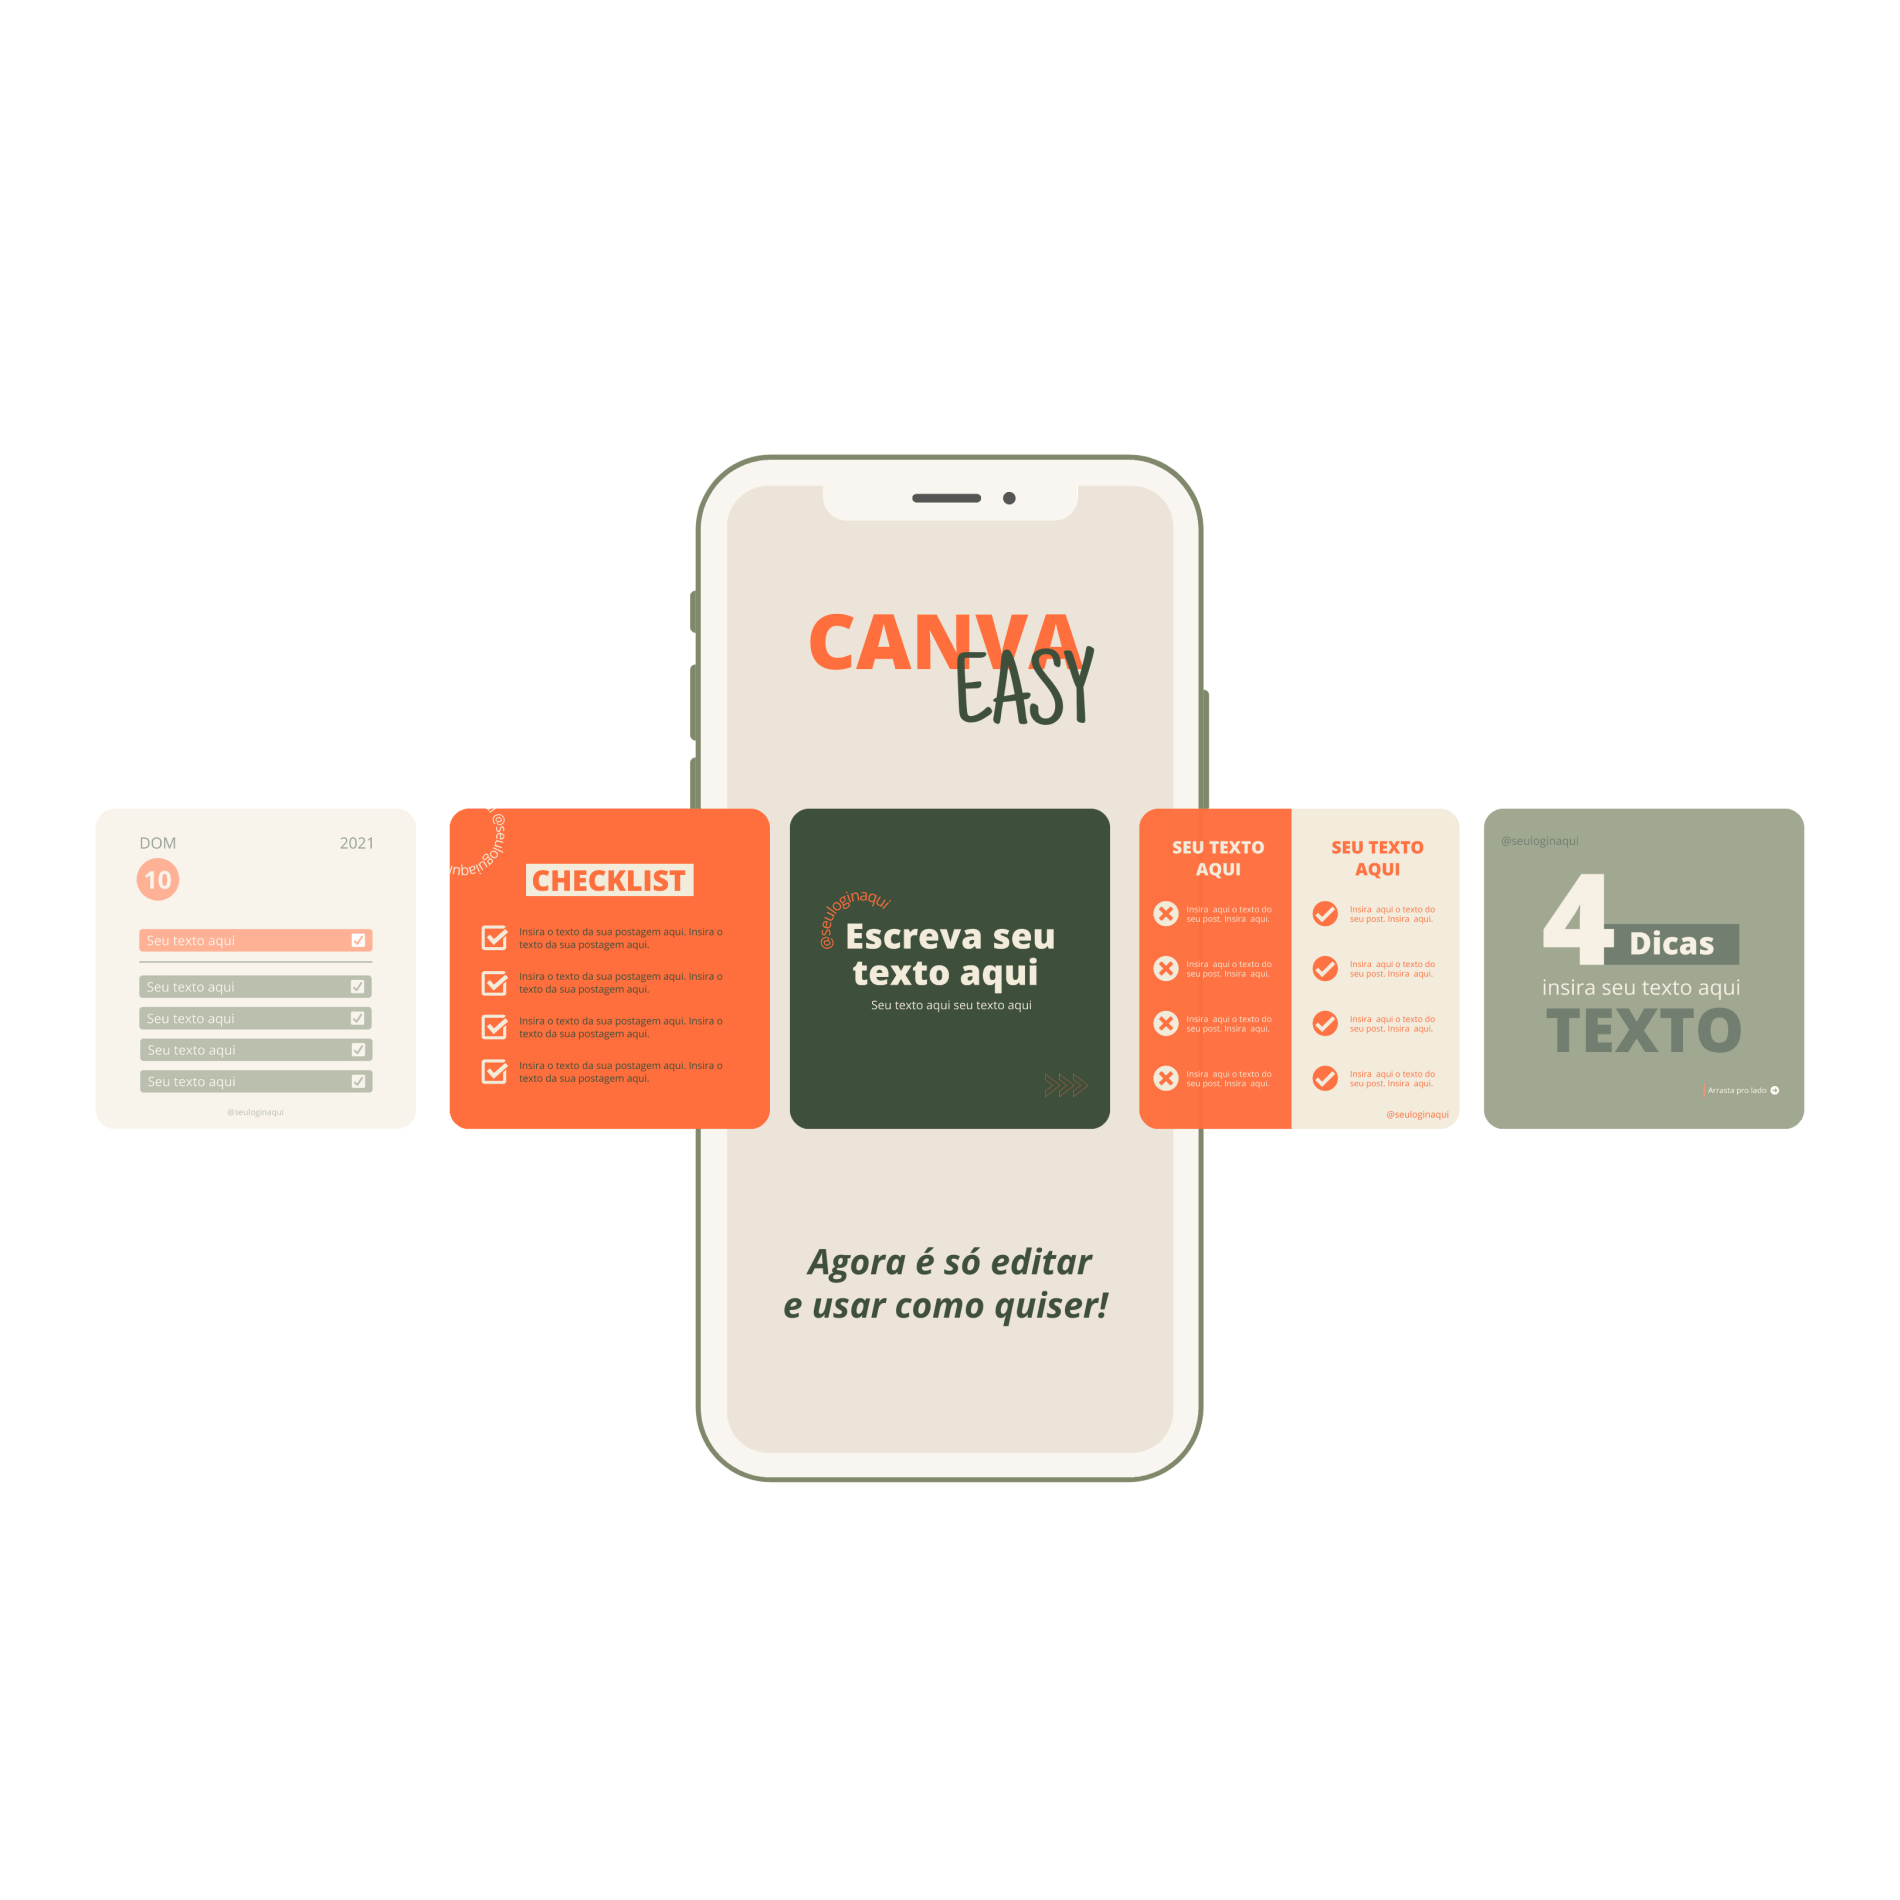 CANVA
EASY
DOM
2021
10
Seu texto aqui
Seu texto aqui
Seu texto aqui
Seu texto aqui
Seu texto aqui
@seuloginaqui
@seuloguiaqui
CHECKLIST
Insira o texto da sua postagem aqui. Insira o
texto da sua postagem aqui.
Insira o texto da sua postagem aqui. Insira o
texto da sua postagem aqui.
Insira o texto da sua postagem aqui. Insira o
texto da sua postagem aqui.
Insira o texto da sua postagem aqui. Insira o
texto da sua postagem aqui.
@seuloginaqui
Escreva seu
texto aqui
Seu texto aqui seu texto aqui
SEU TEXTO
AQUI
Insira aqui o texto do
seu post. Insira aqui.
Insira aqui o texto do
seu post. Insira aqui.
Insira aqui o texto do
seu post. Insira aqui.
Insira aqui o texto do
seu post. Insira aqui.
SEU TEXTO
AQUI
Insira aqui o texto do
seu post. Insira aqui.
Insira aqui o texto do
seu post. Insira aqui.
Insira aqui o texto do
seu post. Insira aqui.
Insira aqui o texto do
seu post. Insira aqui.
@seuloginaqui
@seuloginaqui
4
Dicas
insira seu texto aqui
TEXTO
Arrasta pro lado
Agora é só editar
e usar como quiser!